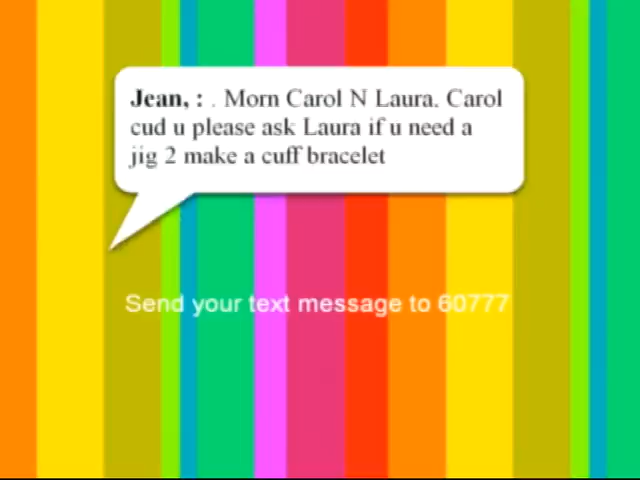 Jean, : . Morn Carol N Laura. Carol
cud u please ask Laura if u need a
jig 2 make a cuff bracelet
Send your text message to 60777